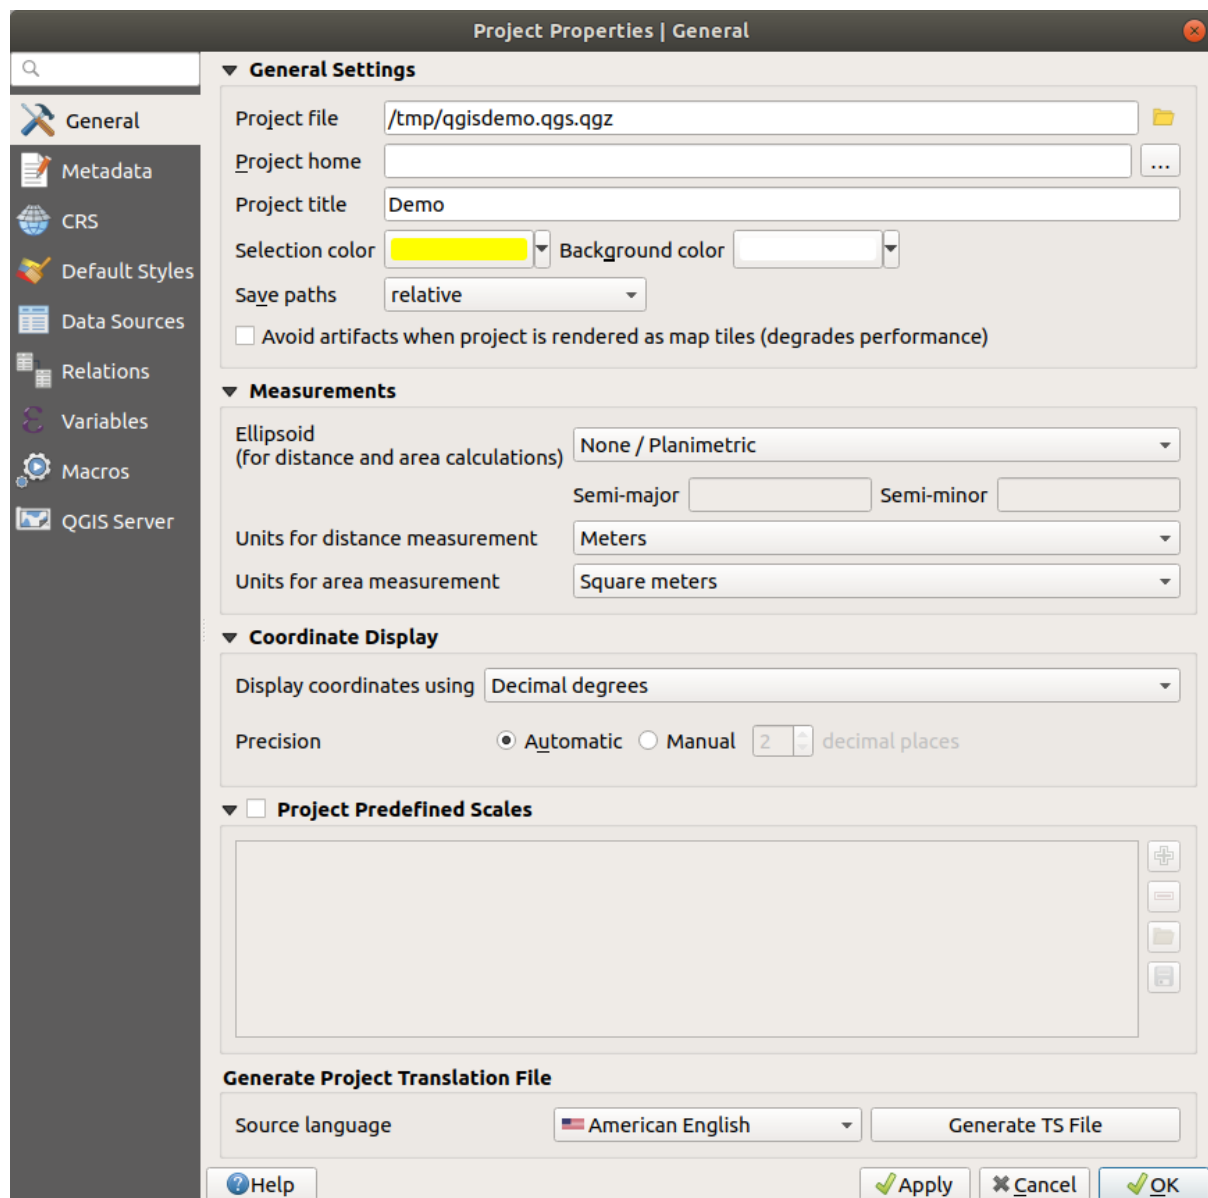 Project Properties | General
General
Metadata
CRS
Default Styles
Data Sources
Relations
Variables
Macros
QGIS Server
General Settings
Project file /tmp/qgisdemo.qgs.qgz
Project home ...
Project title Demo
Selection color Background color
Save paths relative
Avoid artifacts when project is rendered as map tiles (degrades performance)
Measurements
Ellipsoid
(for distance and area calculations) None / Planimetric
Semi-major Semi-minor
Units for distance measurement Meters
Units for area measurement Square meters
Coordinate Display
Display coordinates using Decimal degrees
Precision Automatic Manual 2 decimal places
Project Predefined Scales
Generate Project Translation File
Source language American English Generate TS File
Help Apply Cancel OK